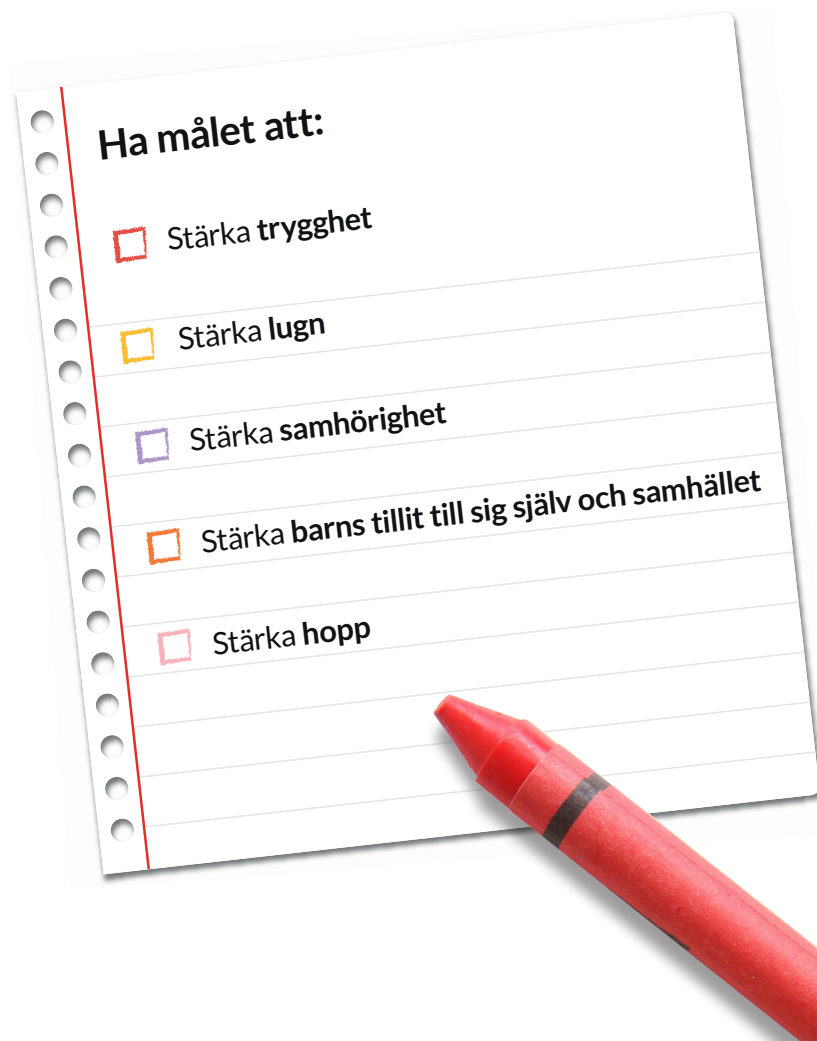 Ha målet att:
Stärka trygghet
Stärka lugn
Stärka samhörighet
Stärka barns tillit till sig själv och samhället
Stärka hopp